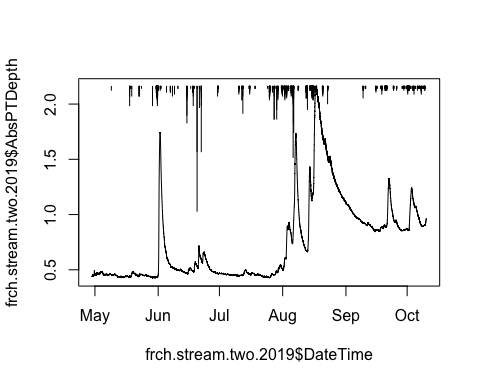 frch.stream.two.2019$AbsPTDepth
2.0
1.5
1.0
0.5
May Jun Jul Aug Sep Oct
frch.stream.two.2019$DateTime